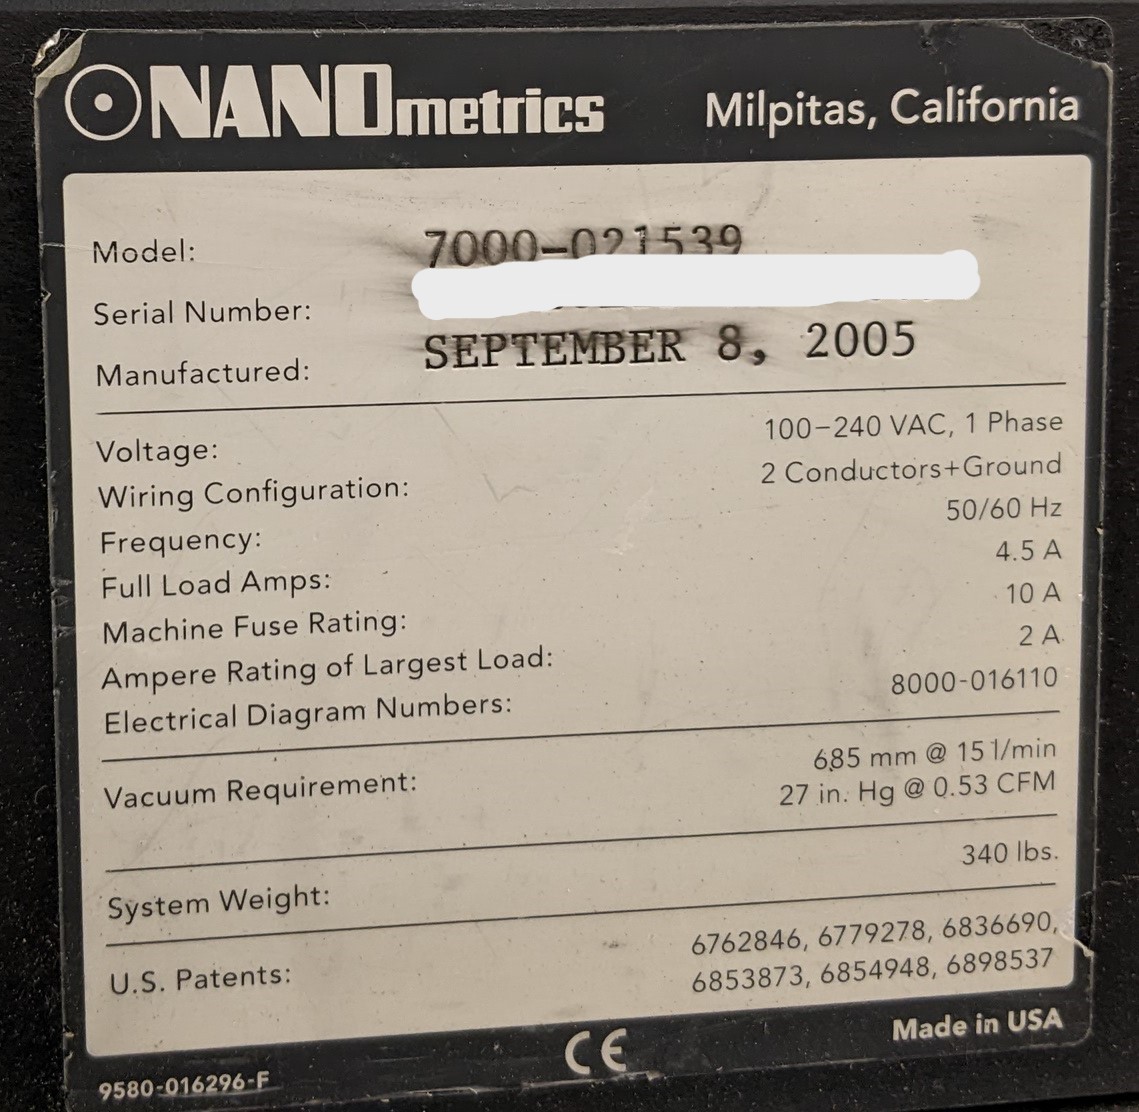 NANOmetrics Milpitas, California
Model: 7000-021539
Serial Number:
Manufactured: SEPTEMBER 8, 2005
Voltage: 100-240 VAC, 1 Phase
Wiring Configuration: 2 Conductors+Ground
Frequency: 50/60 Hz
Full Load Amps: 4.5 A
Machine Fuse Rating: 10 A
Ampere Rating of Largest Load: 2 A
Electrical Diagram Numbers: 8000-016110
Vacuum Requirement: 685 mm @ 15 l/min
27 in. Hg @ 0.53 CFM
System Weight: 340 lbs.
U.S. Patents: 6762846, 6779278, 6836690,
6853873, 6854948, 6898537
CE Made in USA
9580-016296-F